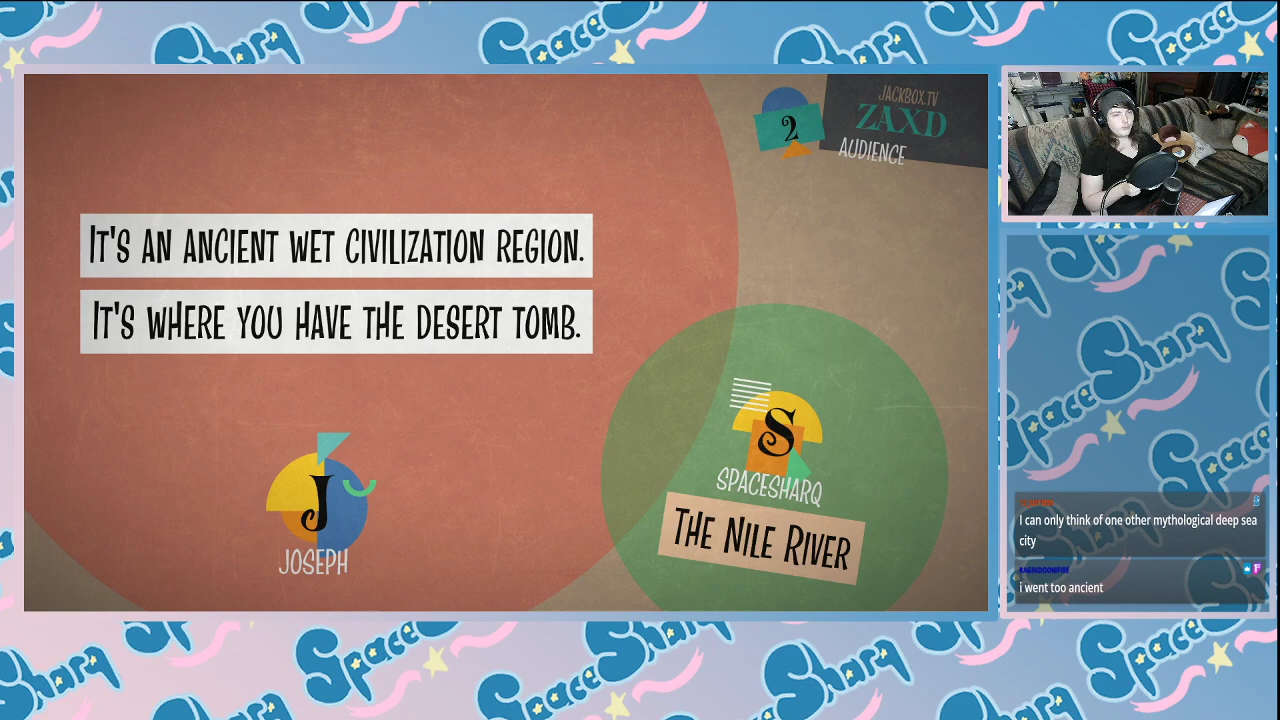 SpaceSharq
JACKBOX.TV
ZAXD
2
AUDIENCE
IT'S AN ANCIENT WET CIVILIZATION REGION.
IT'S WHERE YOU HAVE THE DESERT TOMB.
S
SPACESHARQ
THE NILE RIVER
J
JOSEPH
I can only think of one other mythological deep sea
city
i went too ancient